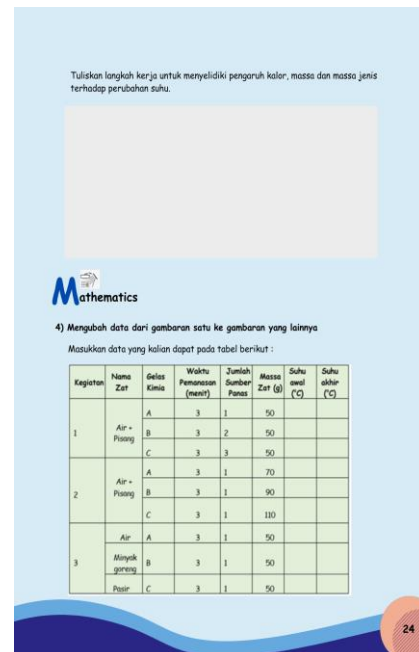 Tuliskan langkah kerja untuk menyelidiki pengaruh kalor, massa dan massa jenis
terhadap perubahan suhu.
Mathematics
4) Mengubah data dari gambaran satu ke gambaran yang lainnya
Masukkan data yang kalian dapat pada tabel berikut :
Kegiatan Nama Zat Gelas Kimia Waktu Pemanasan (menit) Jumlah Sumber Panas Massa Zat (g) Suhu awal (°C) Suhu akhir (°C)
1 Air + Pisang A 3 1 50
B 3 2 50
C 3 3 50
2 Air + Pisang A 3 1 70
B 3 1 90
C 3 1 110
3 Air A 3 1 50
Minyak goreng B 3 1 50
Pasir C 3 1 50
24